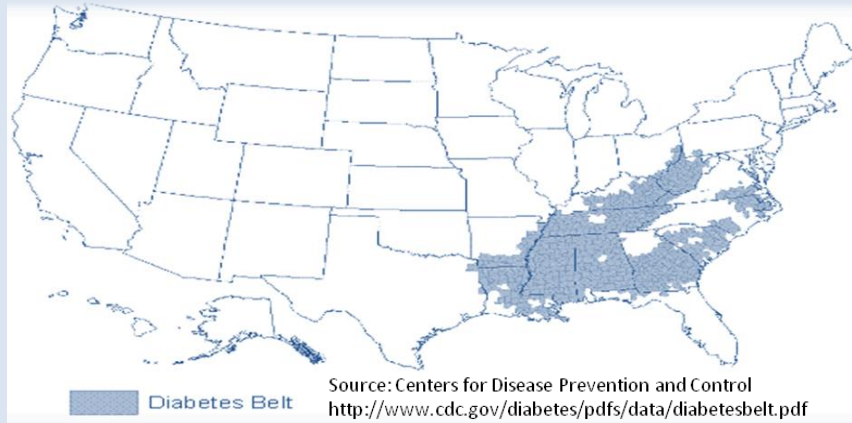 Diabetes Belt
Source: Centers for Disease Prevention and Control
http://www.cdc.gov/diabetes/pdfs/data/diabetesbelt.pdf